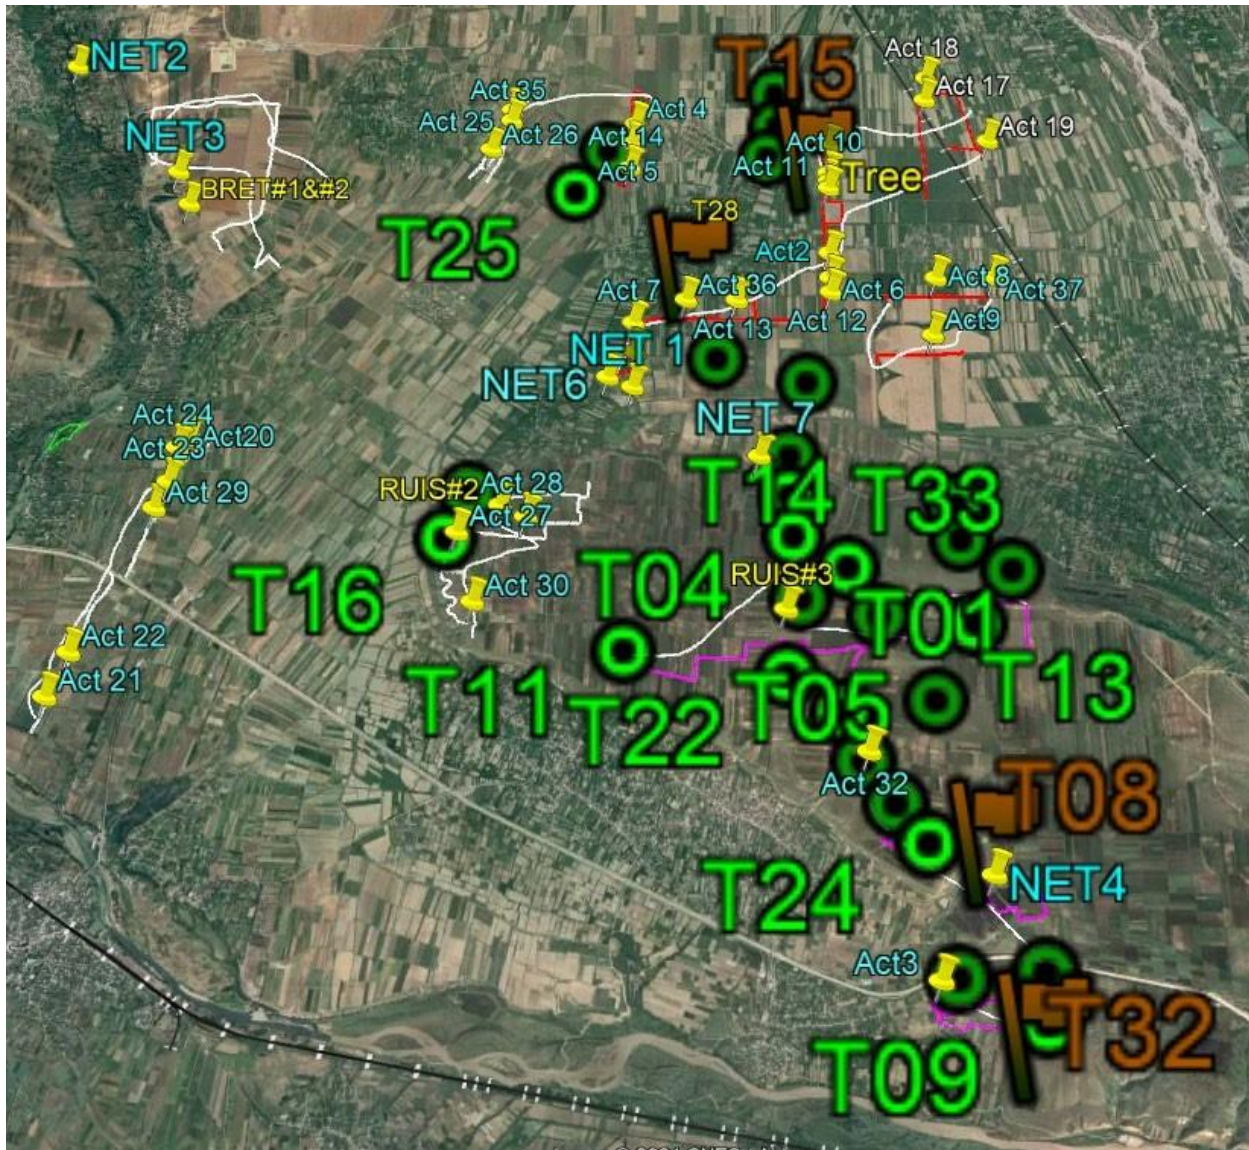 Act 18
T15
NET2
Act 17
Act 35
Act 4
Act 25
Act 26
Act 14
Act 10
Act 19
NET3
Act 5
Act 11
Tree
BRET#1&#2
T28
T25
Act2
Act 8
Act 7
Act 36
Act 6
Act 37
Act 13
Act 12
Act9
NET 1
NET6
Act 24
NET 7
Act20
Act 23
Act 29
RUIS#2
Act 28
T14
T33
Act 27
RUIS#3
T16
T04
Act 30
T01
Act 22
Act 21
T11
T22
T05
T13
Act 32
T08
T24
NET4
Act3
T32
T09